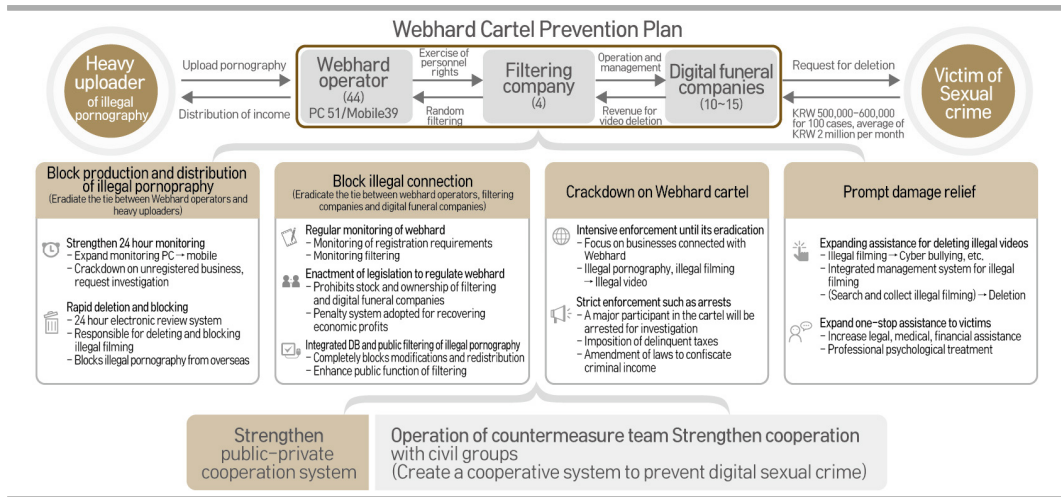 Webhard Cartel Prevention Plan
Heavy
uploader
of illegal
pornography
Upload pornography
Distribution of income
Webhard
operator
(44)
PC 51/Mobile39
Exercise of
personnel
rights
Random
filtering
Filtering
company
(4)
Operation and
management
Revenue for
video deletion
Digital funeral
companies
(10~15)
Request for deletion
KRW 500,000-600,000
for 100 cases, average of
KRW 2 million per month
Victim of
Sexual
crime
Block production and distribution
of illegal pornopraphy
(Eradiate the tie between Webhard operators and
heavy uploaders)
Strengthen 24 hour monitoring
- Expand monitoring PC → mobile
- Crackdown on unregistered business,
request investigation
Rapid deletion and blocking
- 24 hour electronic review system
- Responsible for deleting and blocking
illegal filming
- Blocks illegal pornography from overseas
Block illegal connection
(Eradicate the tie between webhard operators, filtering
companies and digital funeral companies)
Regular monitoring of webhard
- Monitoring of registration requirements
- Monitoring filtering
Enactment of legislation to regulate webhard
- Prohibits stock and ownership of filtering
and digital funeral companies
- Penalty system adopted for recovering
economic profits
Integrated DB and public filtering of illegal pornography
- Completely blocks modifications and redistribution
- Enhance public function of filtering
Crackdown on Webhard cartel
Intensive enforcement until its eradication
- Focus on businesses connected with
Webhard
- Illegal pornography, illegal filming
→ Illegal video
Strict enforcement such as arrests
- A major participant in the cartel will be
arrested for investigation
- Imposition of delinquent taxes
- Amendment of laws to confiscate
criminal income
Prompt damage relief
Expanding assistance for deleting illegal videos
- Illegal filming → Cyber bullying, etc.
- Integrated management system for illegal
filming
- (Search and collect illegal filming) → Deletion
Expand one-stop assistance to victims
- Increase legal, medical, financial assistance
- Professional psychological treatment
Strengthen
public-private
cooperation system
Operation of countermeasure team Strengthen cooperation
with civil groups
(Create a cooperative system to prevent digital sexual crime)